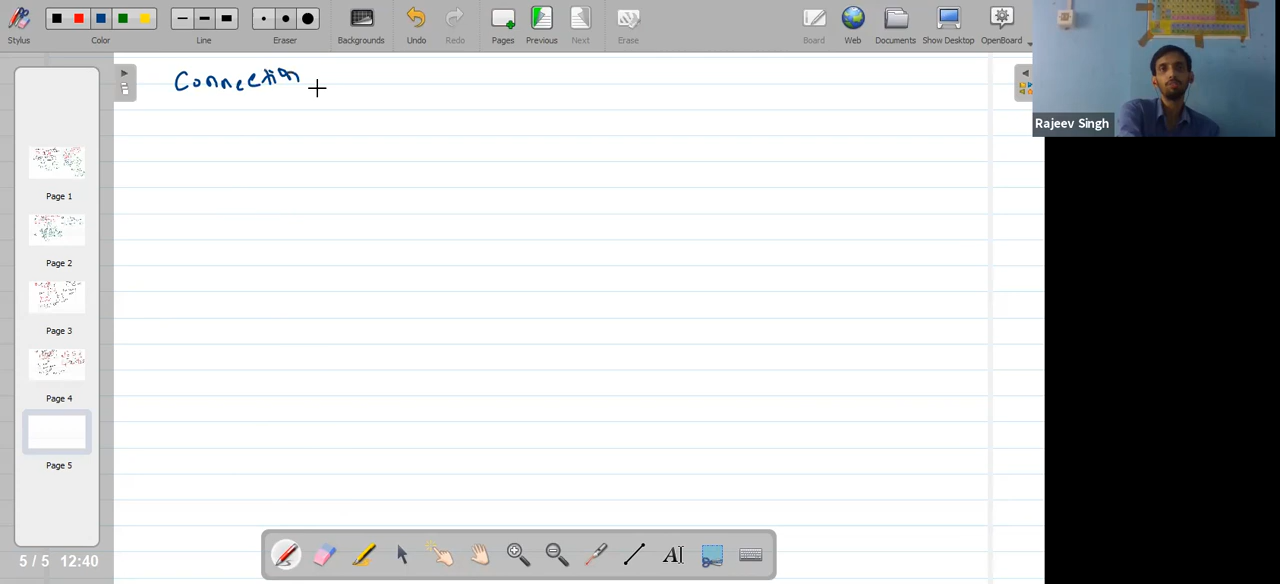 Stylus
Color
Line
Eraser
Backgrounds
Undo
Redo
Pages
Previous
Next
Erase
Board
Web
Documents
Show Desktop
OpenBoard
Connection
Rajeev Singh
Page 1
Page 2
Page 3
Page 4
Page 5
5 / 5 12:40
AI